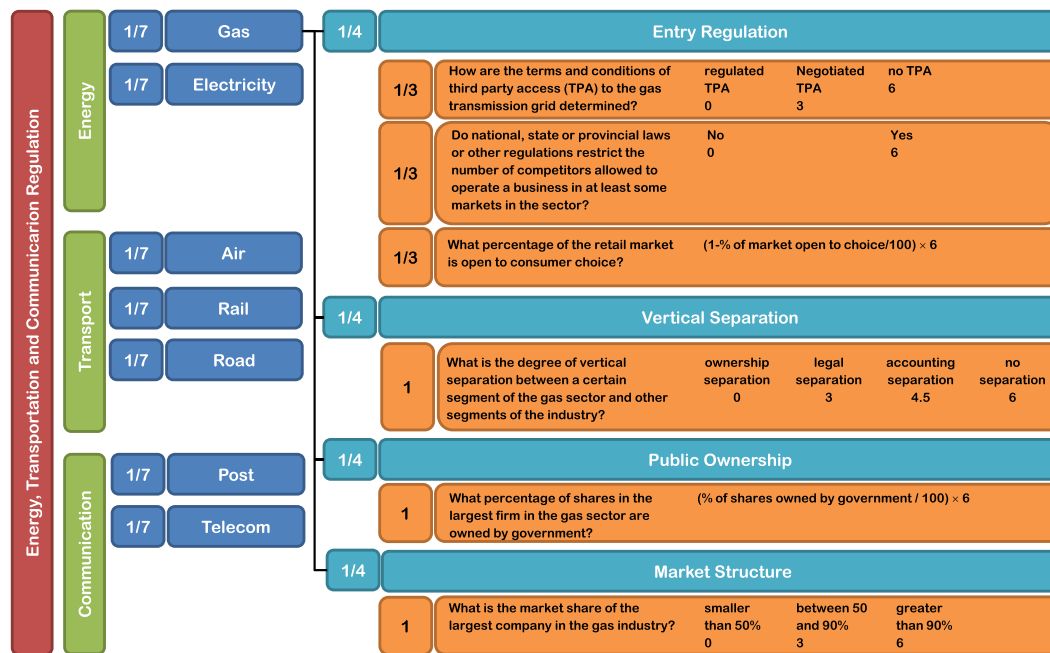 Energy, Transportation and Communicarion Regulation
Energy
1/7 Gas
1/7 Electricity
Transport
1/7 Air
1/7 Rail
1/7 Road
Communication
1/7 Post
1/7 Telecom
1/4 Entry Regulation
1/3
How are the terms and conditions of
third party access (TPA) to the gas
transmission grid determined?
regulated
TPA
0
Negotiated
TPA
3
no TPA
6
1/3
Do national, state or provincial laws
or other regulations restrict the
number of competitors allowed to
operate a business in at least some
markets in the sector?
No
0
Yes
6
1/3
What percentage of the retail market
is open to consumer choice?
(1-% of market open to choice/100) × 6
1/4 Vertical Separation
1
What is the degree of vertical
separation between a certain
segment of the gas sector and other
segments of the industry?
ownership
separation
0
legal
separation
3
accounting
separation
4.5
no
separation
6
1/4 Public Ownership
1
What percentage of shares in the
largest firm in the gas sector are
owned by government?
(% of shares owned by government / 100) × 6
1/4 Market Structure
1
What is the market share of the
largest company in the gas industry?
smaller
than 50%
0
between 50
and 90%
3
greater
than 90%
6